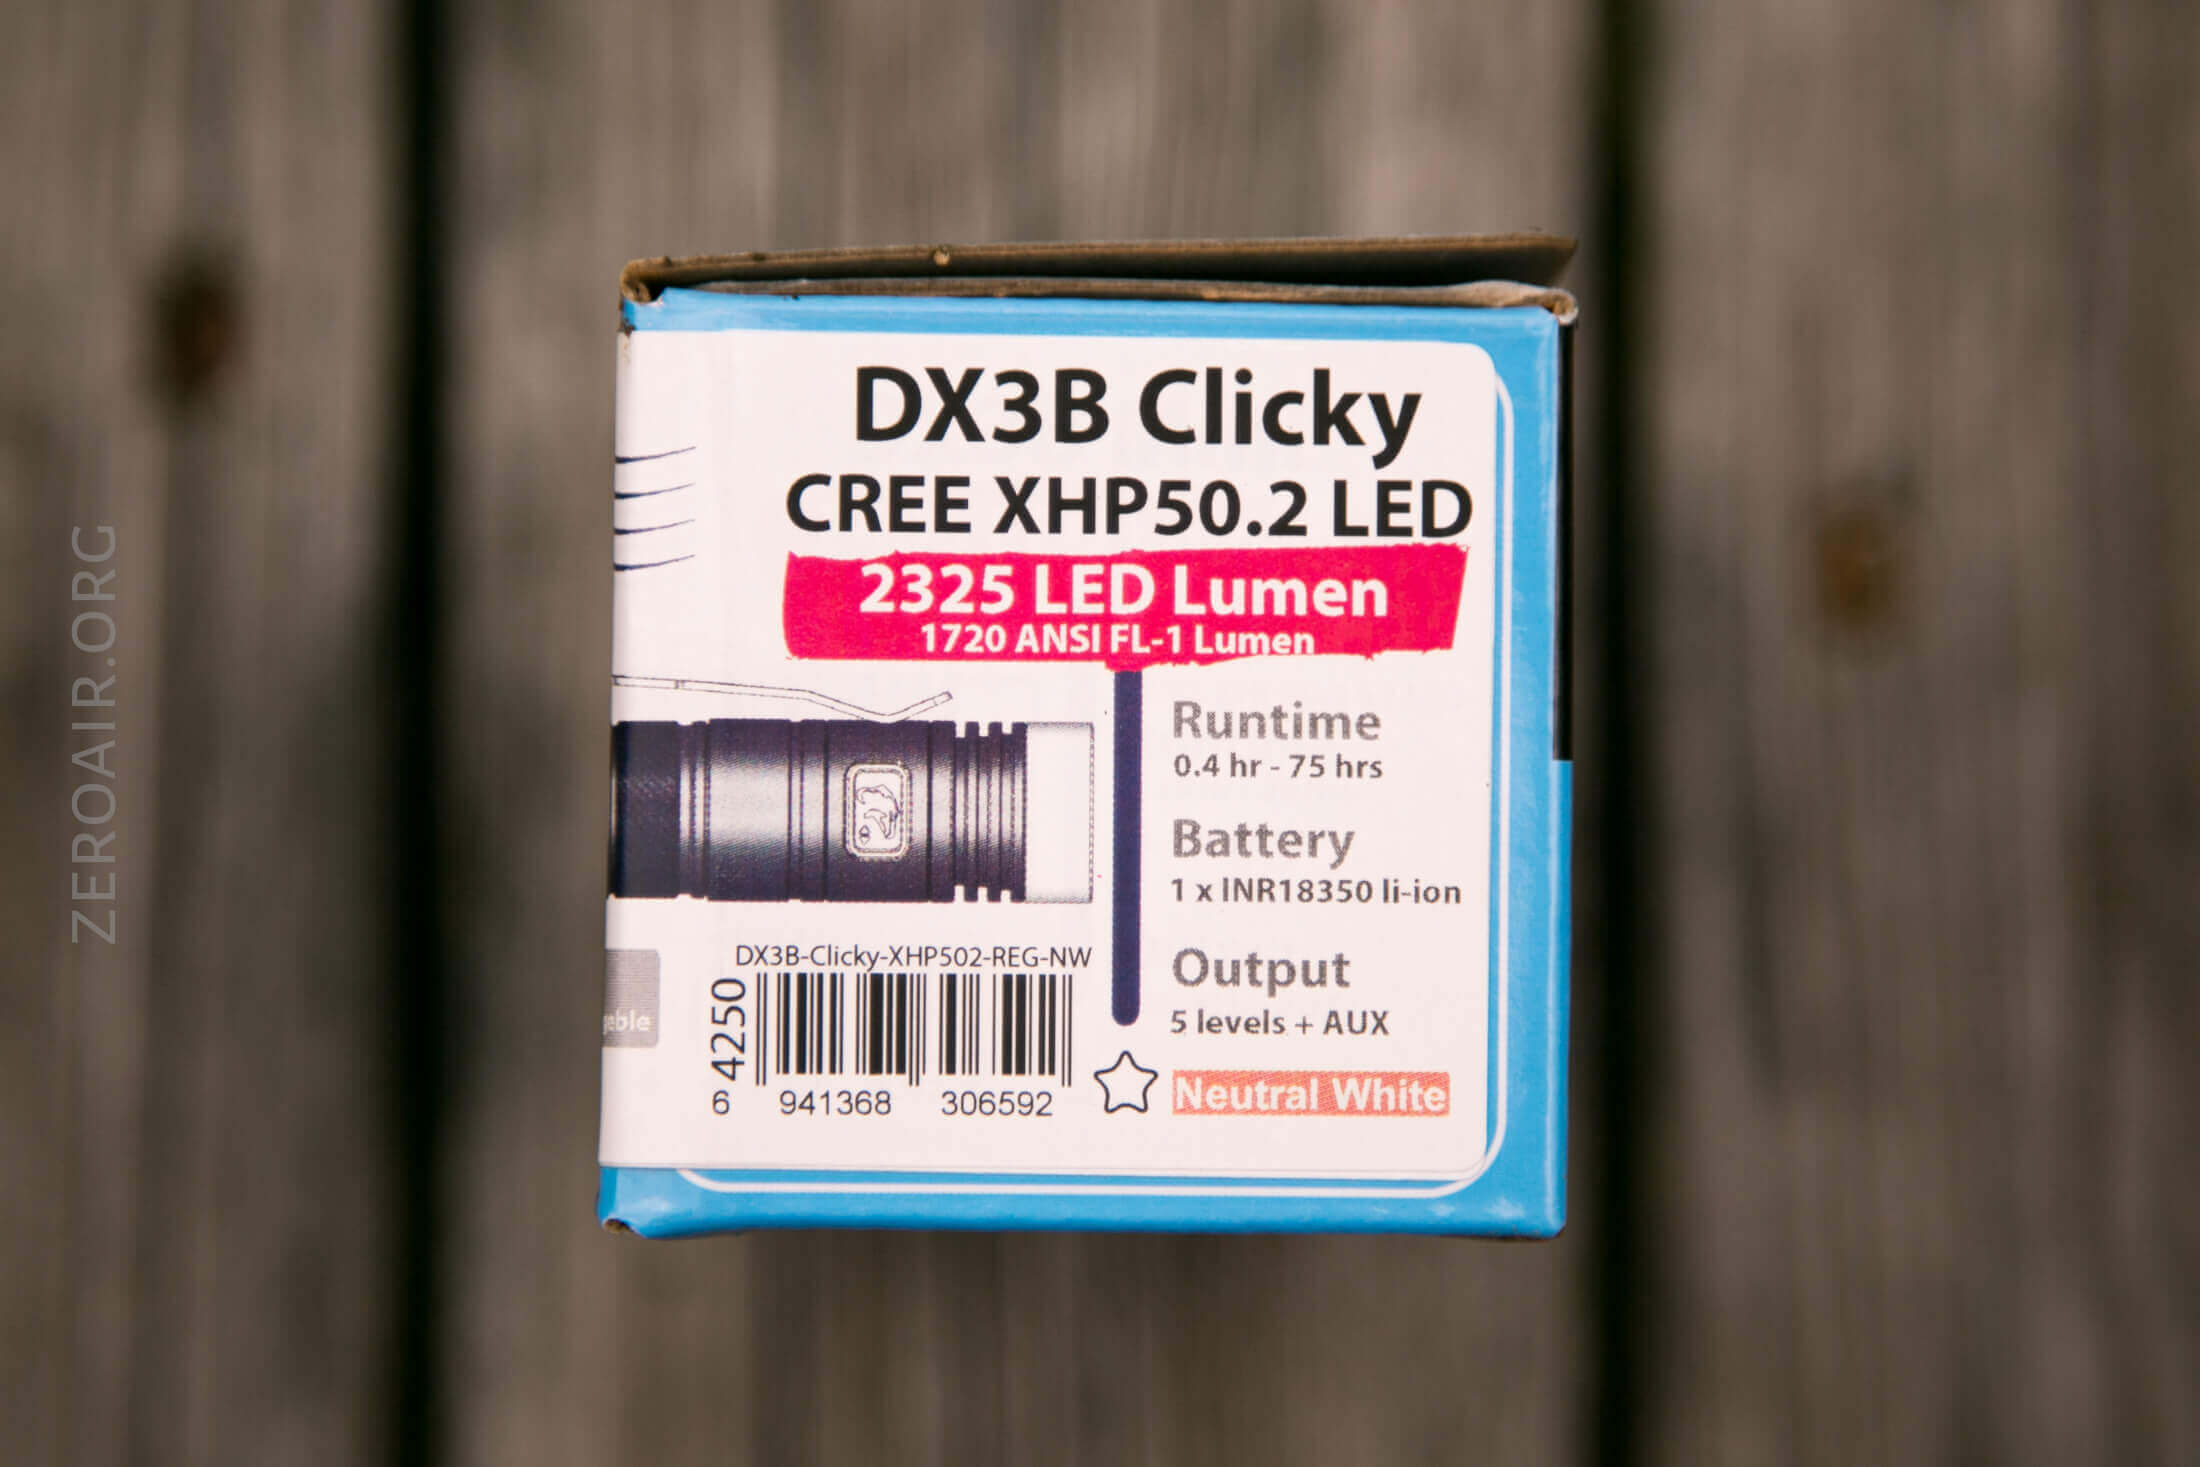 ZEROAIR.ORG
DX3B Clicky
CREE XHP50.2 LED
2325 LED Lumen
1720 ANSI FL-1 Lumen
Runtime
0.4 hr - 75 hrs
Battery
1 x INR18350 li-ion
Output
5 levels + AUX
Neutral White
DX3B-Clicky-XHP502-REG-NW
4250
6 941368 306592
geble